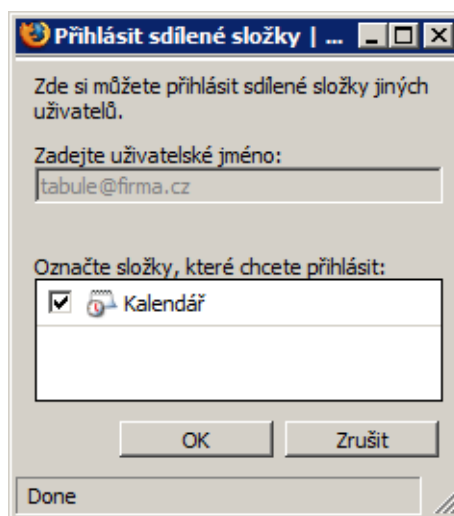 Přihlásit sdílené složky | ...
Zde si můžete přihlásit sdílené složky jiných
uživatelů.
Zadejte uživatelské jméno:
tabule@firma.cz
Označte složky, které chcete přihlásit:
Kalendář
OK
Zrušit
Done